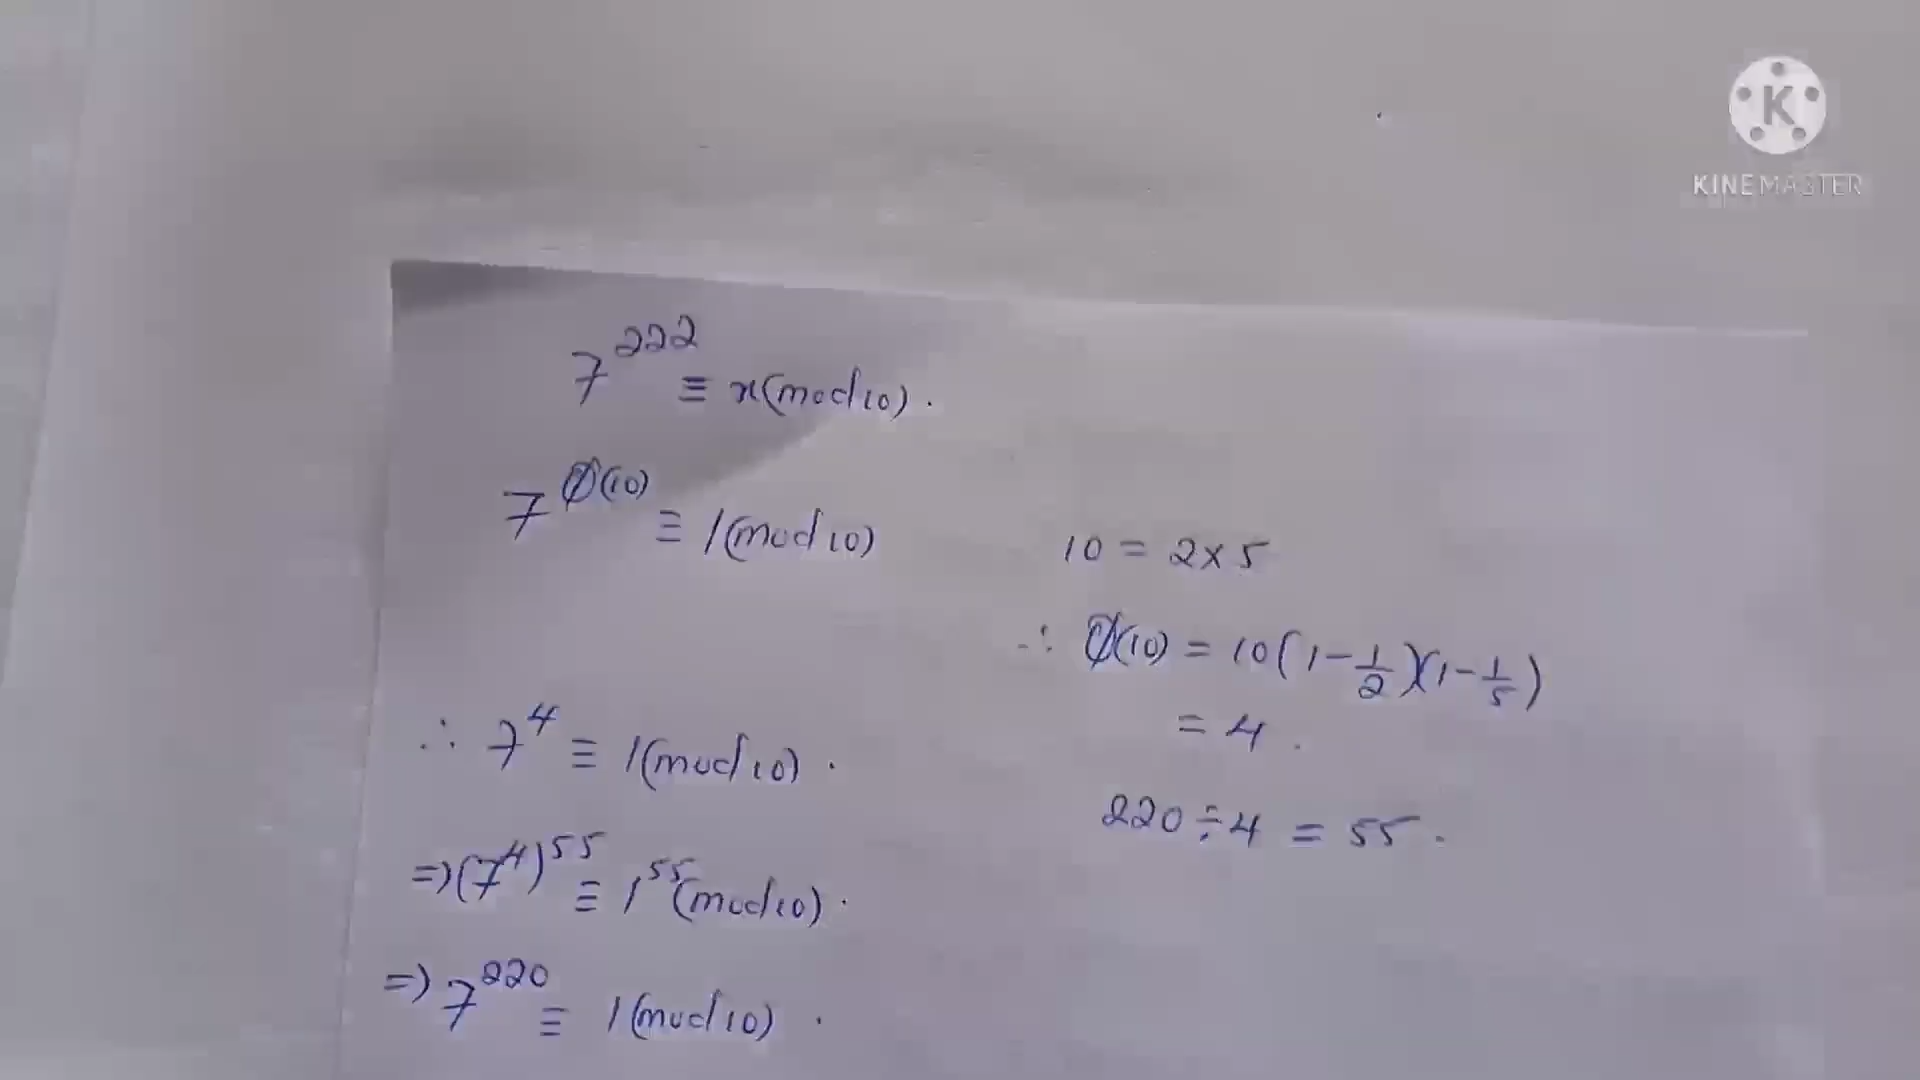 KINEMASTER
7^222 ≡ x(mod 10).
7^Ø(10) ≡ 1(mod 10)
10 = 2×5
∴ Ø(10) = 10(1-1/2)(1-1/5)
= 4.
∴ 7^4 ≡ 1(mod 10).
220÷4 = 55.
=>(7^4)^55 ≡ 1^55(mod 10).
=> 7^220 ≡ 1(mod 10).